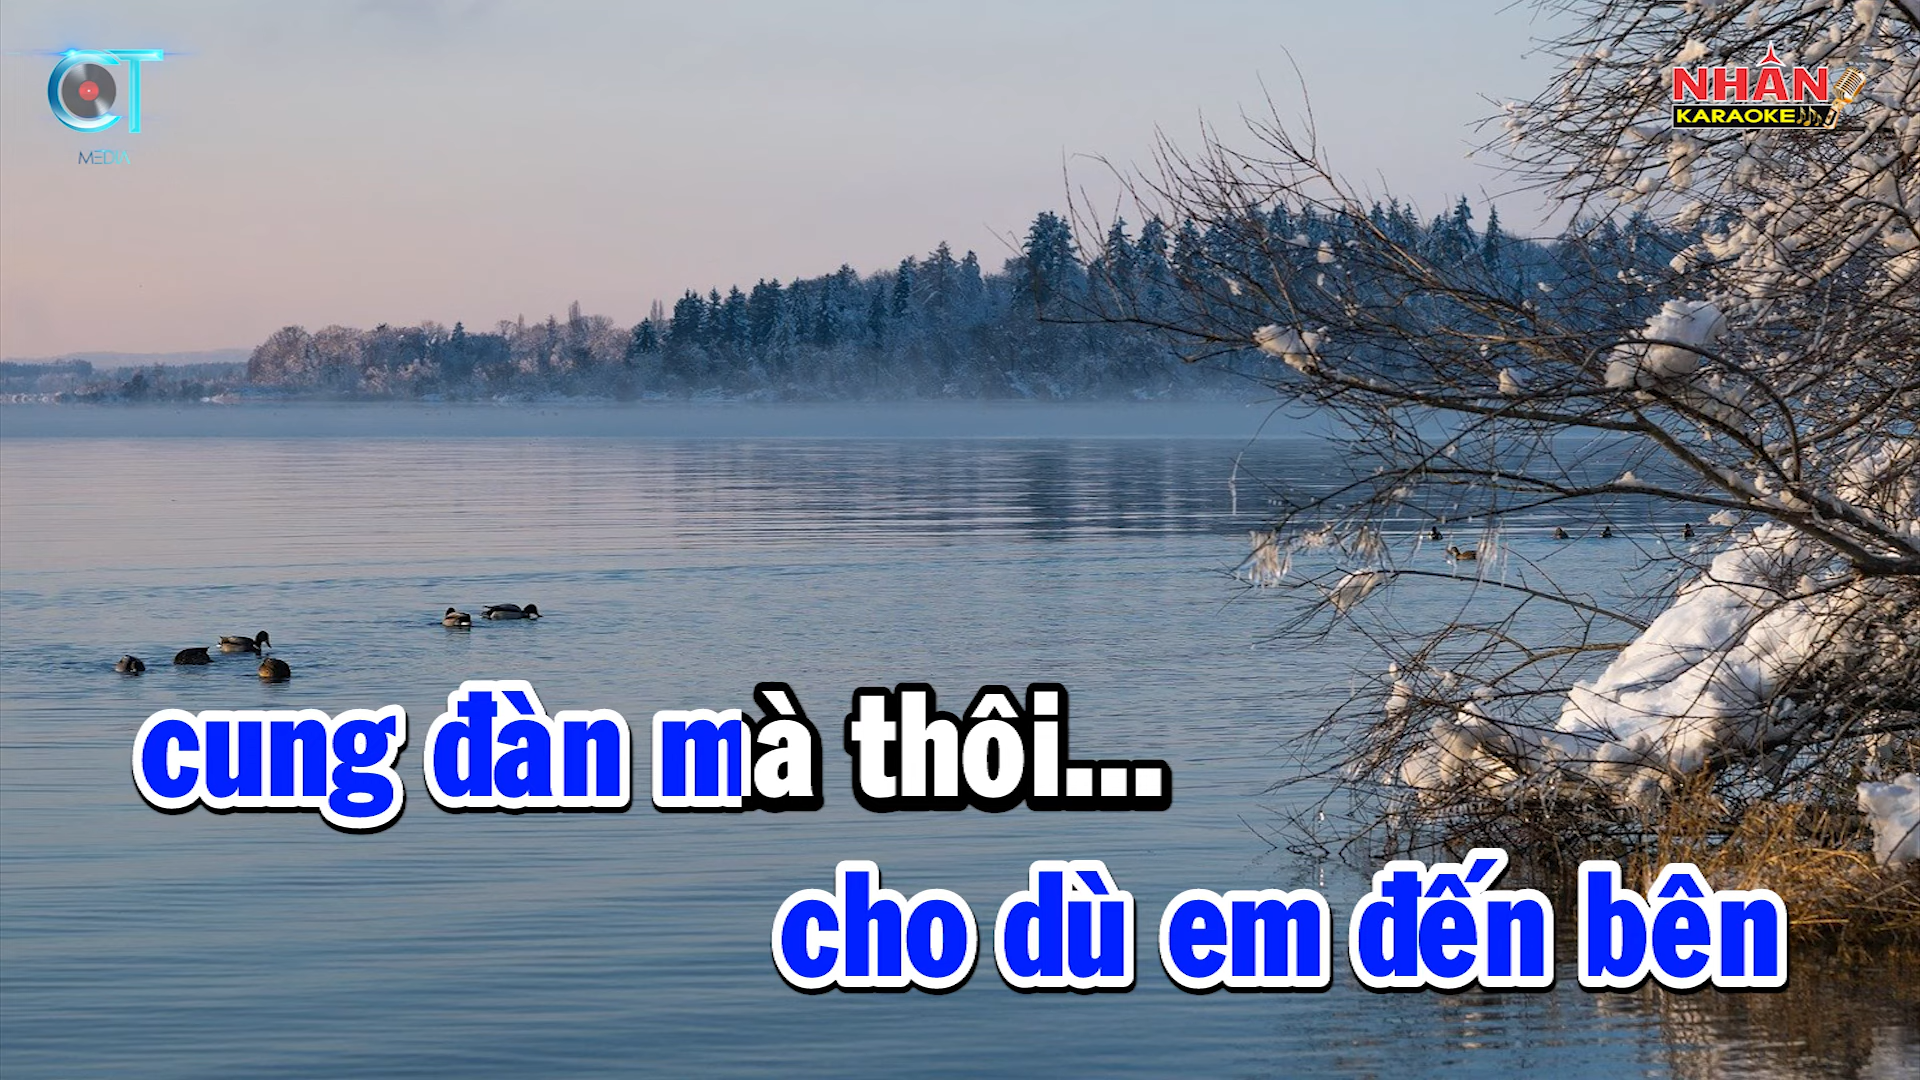 CT
MEDIA
NHÂN
KARAOKE
cung đàn mà thôi...
cho dù em đến bên